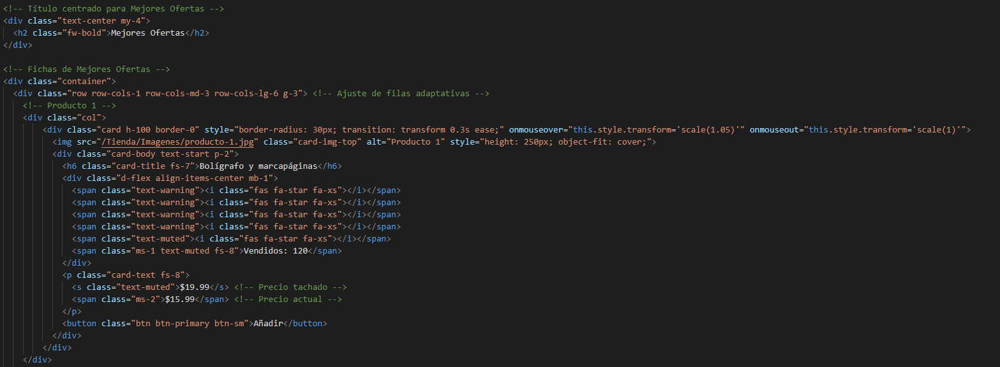 <!-- Título centrado para Mejores Ofertas -->
<div class="text-center my-4">
<h2 class="fw-bold">Mejores Ofertas</h2>
</div>
<!-- Fichas de Mejores Ofertas -->
<div class="container">
<div class="row row-cols-1 row-cols-md-3 row-cols-lg-6 g-3"> <!-- Ajuste de filas adaptativas -->
<!-- Producto 1 -->
<div class="col">
<div class="card h-100 border-0" style="border-radius: 30px; transition: transform 0.3s ease;" onmouseover="this.style.transform='scale(1.05)'" onmouseout="this.style.transform='scale(1)'">
<img src="/Tienda/Imagenes/producto-1.jpg" class="card-img-top" alt="Producto 1" style="height: 250px; object-fit: cover;">
<div class="card-body text-start p-2">
<h6 class="card-title fs-7">Bolígrafo y marcapáginas</h6>
<div class="d-flex align-items-center mb-1">
<span class="text-warning"><i class="fas fa-star fa-xs"></i></span>
<span class="text-warning"><i class="fas fa-star fa-xs"></i></span>
<span class="text-warning"><i class="fas fa-star fa-xs"></i></span>
<span class="text-warning"><i class="fas fa-star fa-xs"></i></span>
<span class="text-muted"><i class="fas fa-star fa-xs"></i></span>
<span class="ms-1 text-muted fs-8">Vendidos: 120</span>
</div>
<p class="card-text fs-8">
<s class="text-muted">$19.99</s> <!-- Precio tachado -->
<span class="ms-2">$15.99</span> <!-- Precio actual -->
</p>
<button class="btn btn-primary btn-sm">Añadir</button>
</div>
</div>
</div>